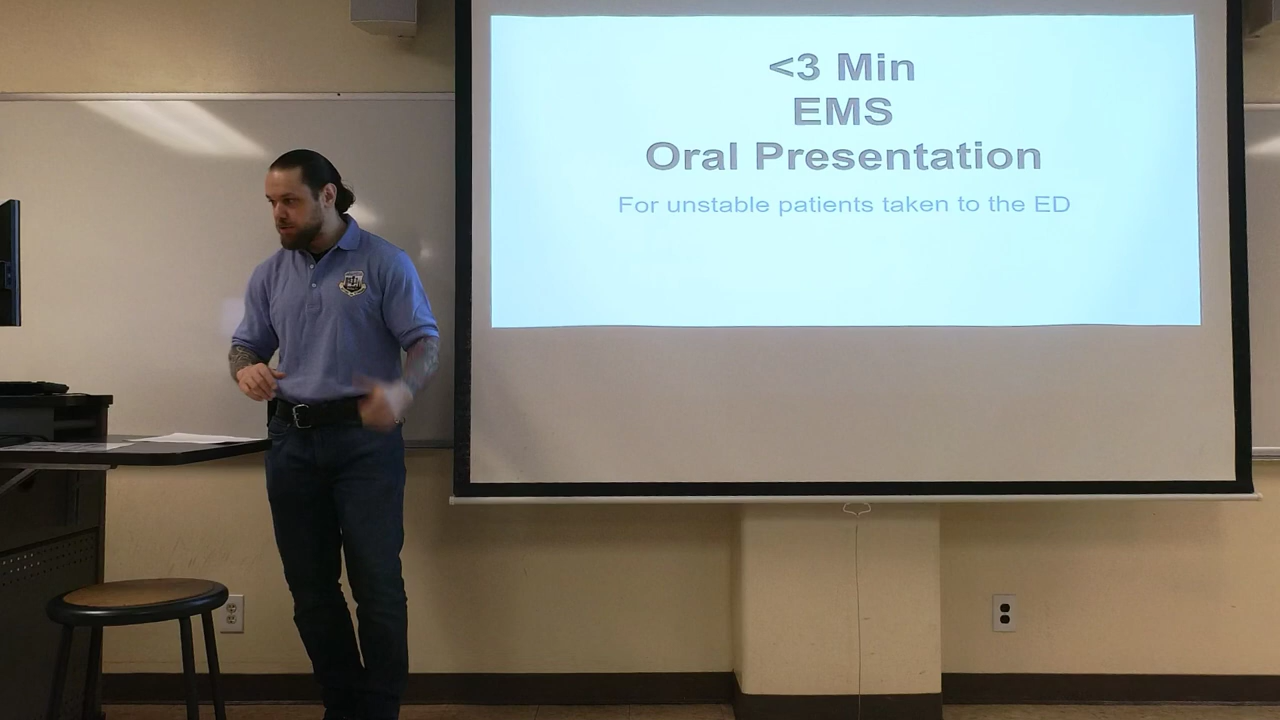 <3 Min
EMS
Oral Presentation
For unstable patients taken to the ED